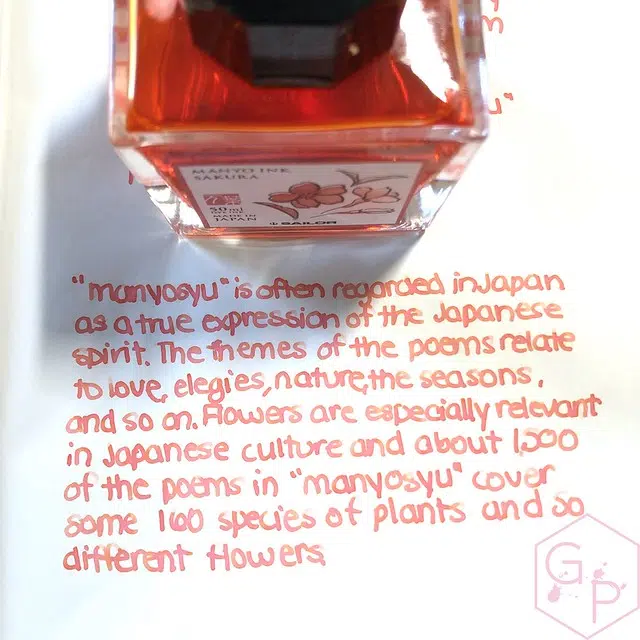 MANYO INK
SAKURA
50 ml
MADE IN
JAPAN
SAILOR
"manyosyu" is often regarded in Japan
as a true expression of the Japanese
spirit. The themes of the poems relate
to love, elegies, nature, the seasons,
and so on. Flowers are especially relevant
in Japanese culture and about 1,500
of the poems in "manyosyu" cover
some 160 species of plants and so
different flowers.
G
P